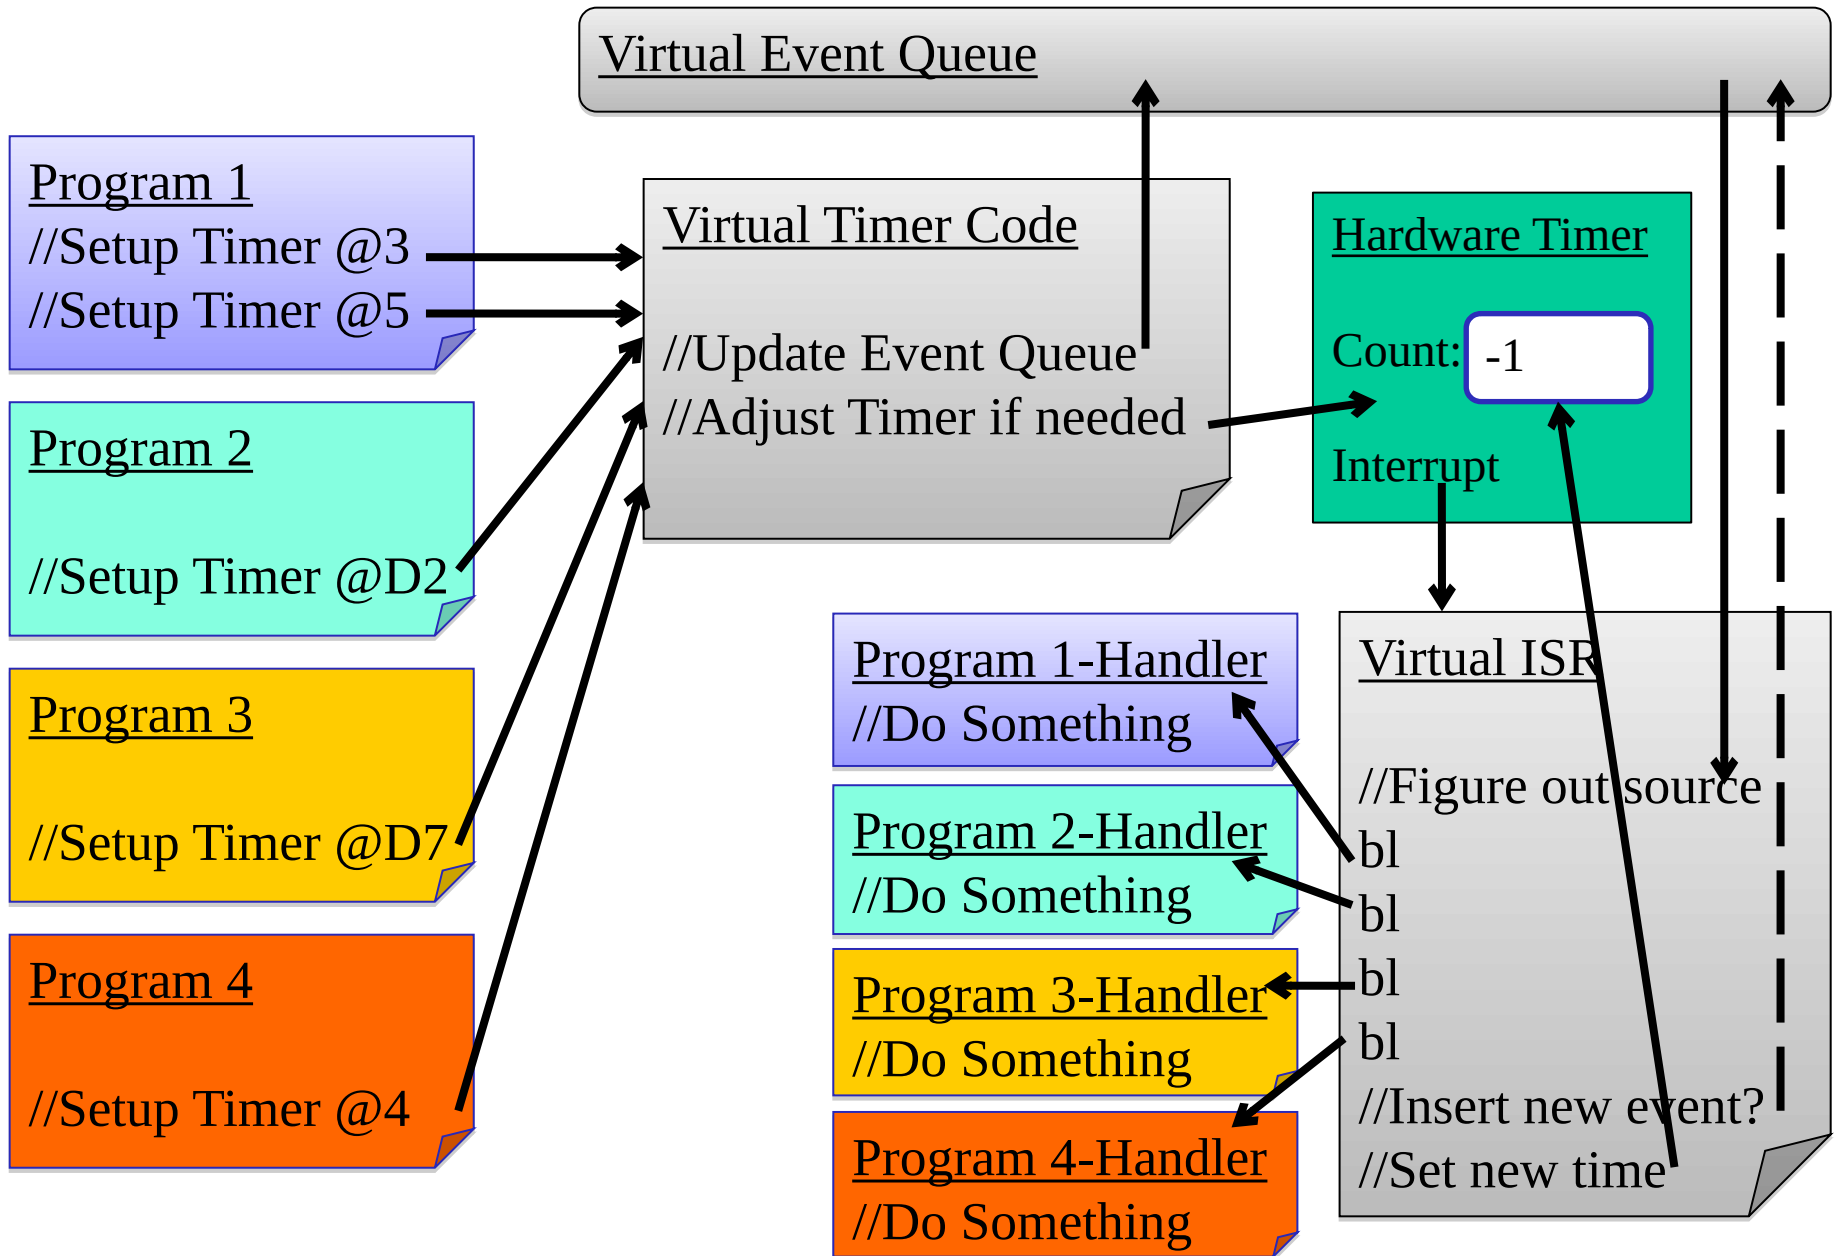 Virtual Event Queue
Program 1
//Setup Timer @3
//Setup Timer @5
Program 2
//Setup Timer @D2
Program 3
//Setup Timer @D7
Program 4
//Setup Timer @4
Virtual Timer Code
//Update Event Queue
//Adjust Timer if needed
Hardware Timer
Count: -1
Interrupt
Program 1-Handler
//Do Something
Program 2-Handler
//Do Something
Program 3-Handler
//Do Something
Program 4-Handler
//Do Something
Virtual ISR
//Figure out source
bl
bl
bl
bl
//Insert new event?
//Set new time